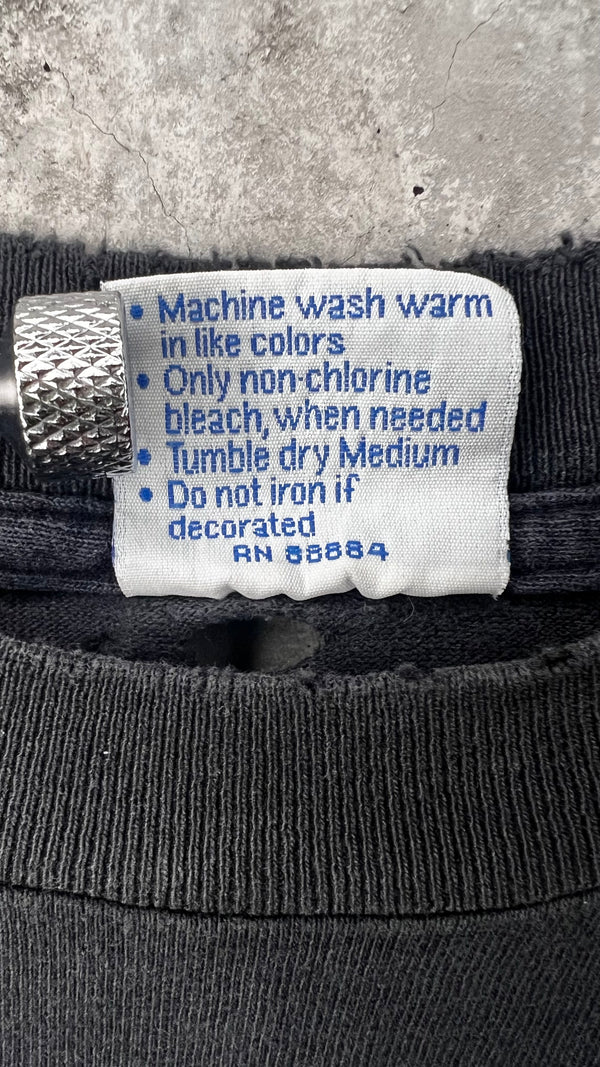 • Machine wash warm
in like colors
• Only non-chlorine
bleach, when needed
• Tumble dry Medium
• Do not iron if
decorated
RN 88884